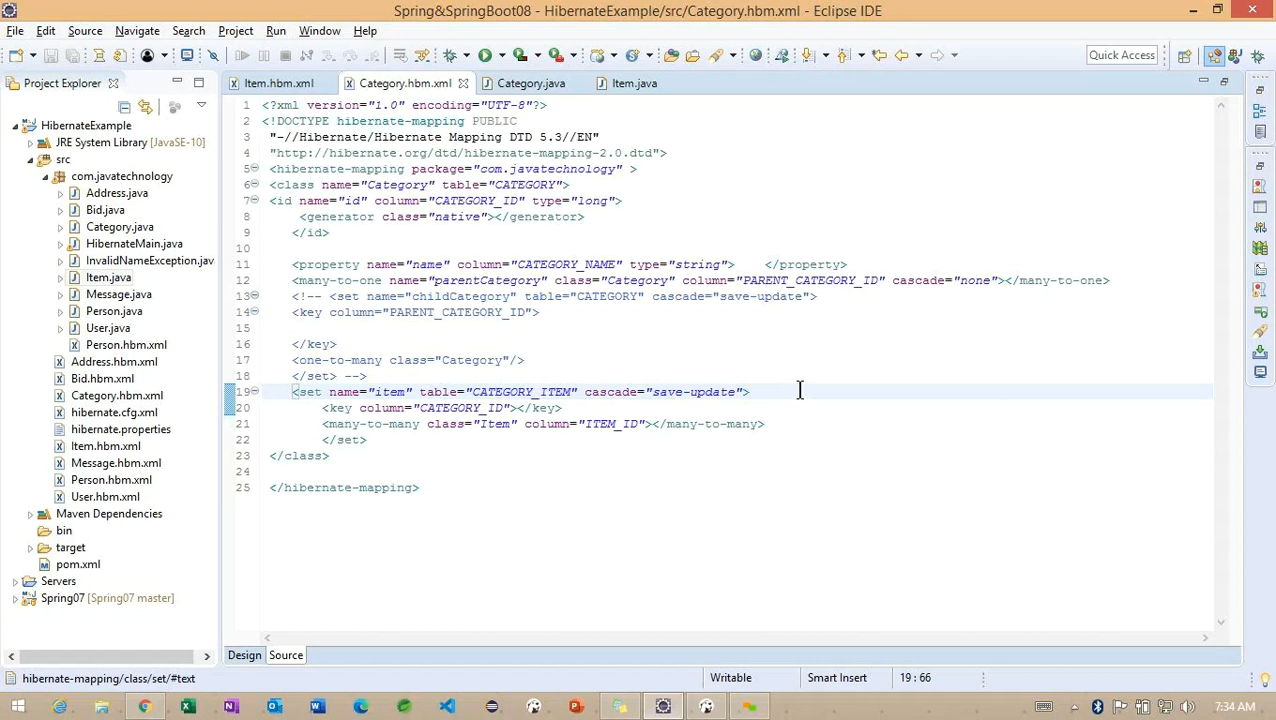 Spring&SpringBoot08 - HibernateExample/src/Category.hbm.xml - Eclipse IDE
File Edit Source Navigate Search Project Run Window Help
Quick Access
Project Explorer
HibernateExample
JRE System Library [JavaSE-10]
src
com.javatechnology
Address.java
Bid.java
Category.java
HibernateMain.java
InvalidNameException.jav
Item.java
Message.java
Person.java
User.java
Person.hbm.xml
Address.hbm.xml
Bid.hbm.xml
Category.hbm.xml
hibernate.cfg.xml
hibernate.properties
Item.hbm.xml
Message.hbm.xml
Person.hbm.xml
User.hbm.xml
Maven Dependencies
bin
target
pom.xml
Servers
Spring07 [Spring07 master]
Item.hbm.xml Category.hbm.xml Category.java Item.java
1 <?xml version="1.0" encoding="UTF-8"?>
2 <!DOCTYPE hibernate-mapping PUBLIC
3 "-//Hibernate/Hibernate Mapping DTD 5.3//EN"
4 "http://hibernate.org/dtd/hibernate-mapping-2.0.dtd">
5 <hibernate-mapping package="com.javatechnology" >
6 <class name="Category" table="CATEGORY">
7 <id name="id" column="CATEGORY_ID" type="long">
8 <generator class="native"></generator>
9 </id>
10
11 <property name="name" column="CATEGORY_NAME" type="string"> </property>
12 <many-to-one name="parentCategory" class="Category" column="PARENT_CATEGORY_ID" cascade="none"></many-to-one>
13 <!-- <set name="childCategory" table="CATEGORY" cascade="save-update">
14 <key column="PARENT_CATEGORY_ID">
15
16 </key>
17 <one-to-many class="Category"/>
18 </set> -->
19 <set name="item" table="CATEGORY_ITEM" cascade="save-update">
20 <key column="CATEGORY_ID"></key>
21 <many-to-many class="Item" column="ITEM_ID"></many-to-many>
22 </set>
23 </class>
24
25 </hibernate-mapping>
Design Source
hibernate-mapping/class/set/#text
Writable
Smart Insert
19 : 66
7:34 AM